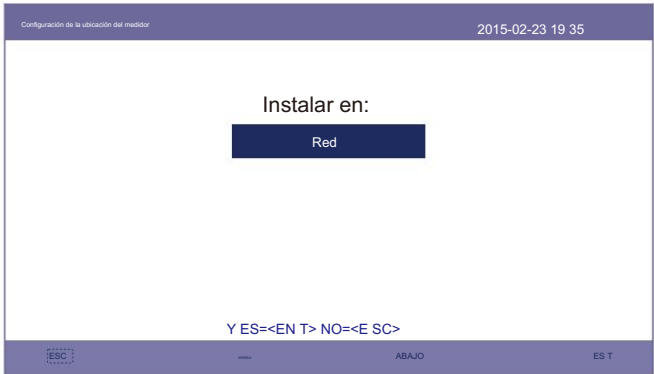 Configuración de la ubicación del medidor
2015-02-23 19 35
Instalar en:
Red
Y ES=<EN T> NO=<E SC>
ESC ABAJO ES T